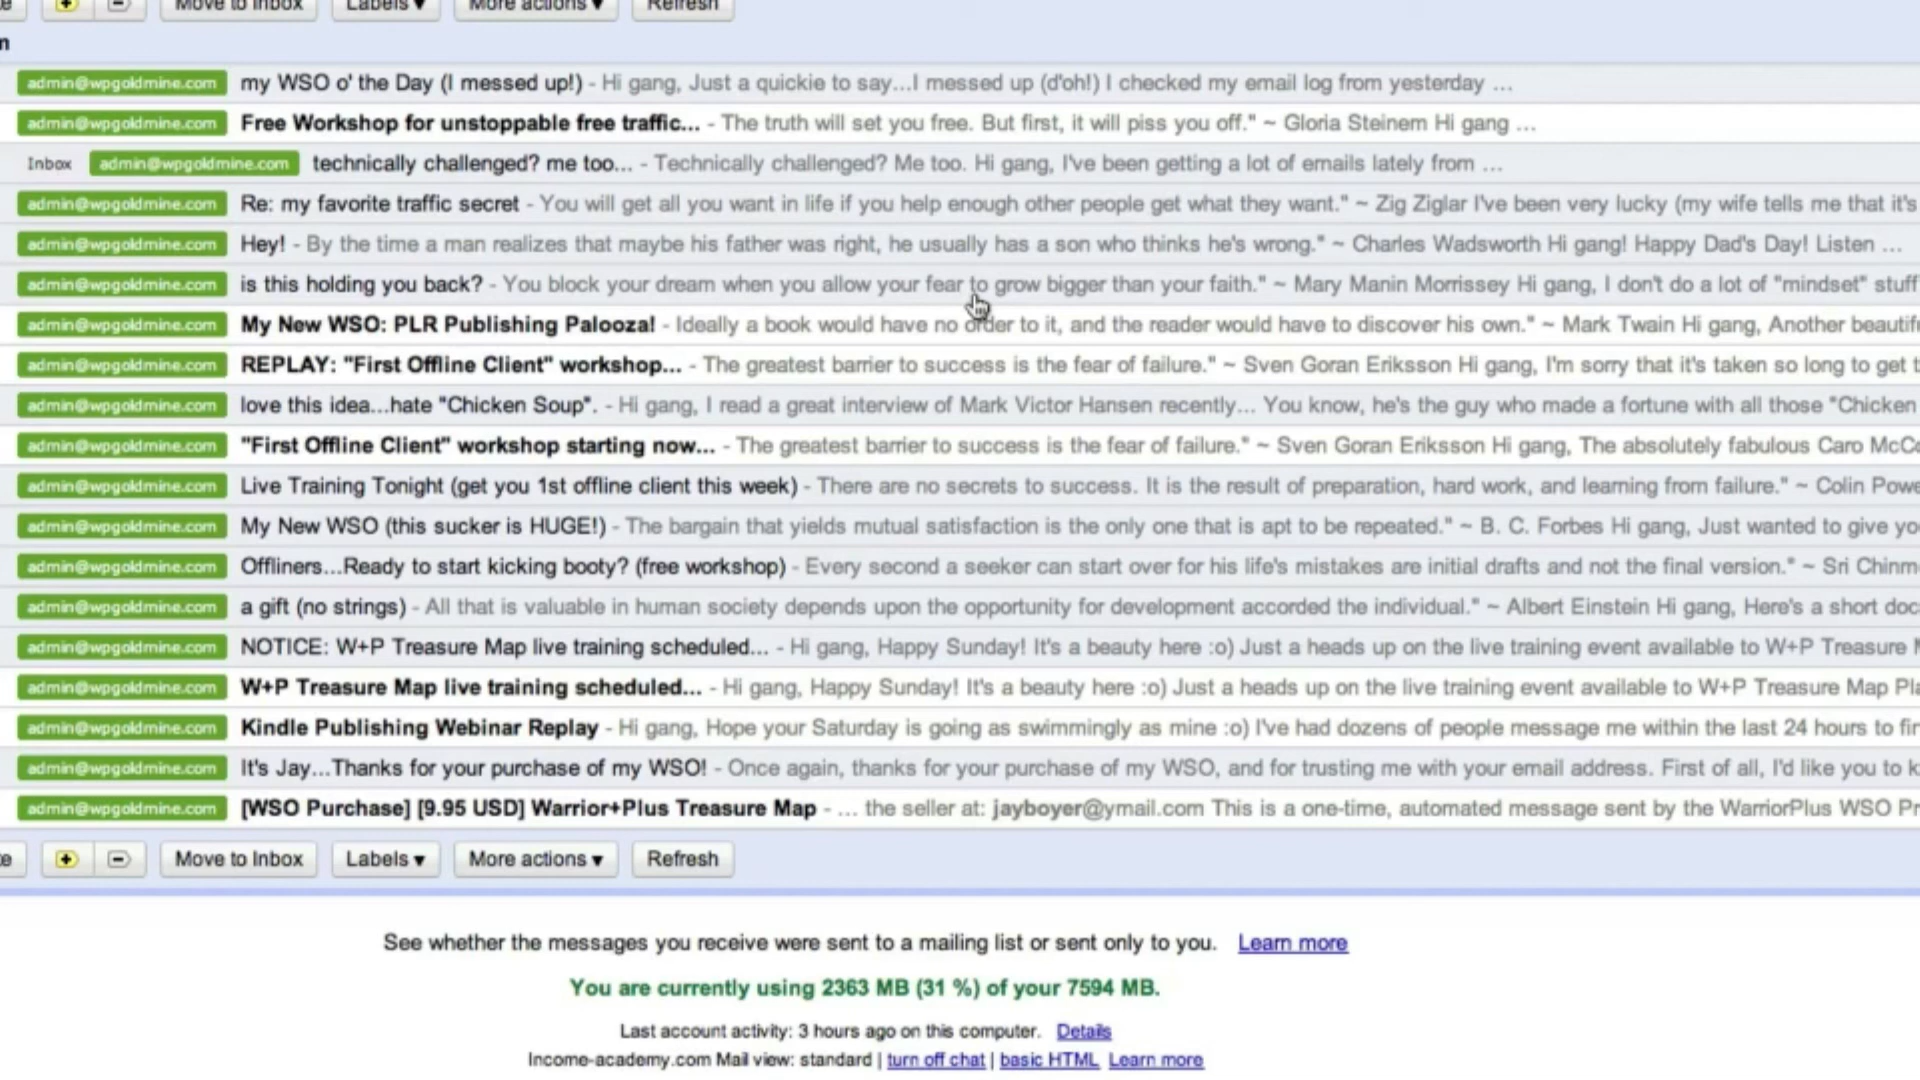 Move to Inbox Labels ▾ More actions ▾ Refresh
admin@wpgoldmine.com my WSO o' the Day (I messed up!) - Hi gang, Just a quickie to say...I messed up (d'oh!) I checked my email log from yesterday ...
admin@wpgoldmine.com Free Workshop for unstoppable free traffic... - The truth will set you free. But first, it will piss you off." ~ Gloria Steinem Hi gang ...
Inbox admin@wpgoldmine.com technically challenged? me too... - Technically challenged? Me too. Hi gang, I've been getting a lot of emails lately from ...
admin@wpgoldmine.com Re: my favorite traffic secret - You will get all you want in life if you help enough other people get what they want." ~ Zig Ziglar I've been very lucky (my wife tells me that it's
admin@wpgoldmine.com Hey! - By the time a man realizes that maybe his father was right, he usually has a son who thinks he's wrong." ~ Charles Wadsworth Hi gang! Happy Dad's Day! Listen ...
admin@wpgoldmine.com is this holding you back? - You block your dream when you allow your fear to grow bigger than your faith." ~ Mary Manin Morrissey Hi gang, I don't do a lot of "mindset" stuff
admin@wpgoldmine.com My New WSO: PLR Publishing Palooza! - Ideally a book would have no order to it, and the reader would have to discover his own." ~ Mark Twain Hi gang, Another
admin@wpgoldmine.com REPLAY: "First Offline Client" workshop... - The greatest barrier to success is the fear of failure." ~ Sven Goran Eriksson Hi gang, I'm sorry that it's taken so long to get
admin@wpgoldmine.com love this idea...hate "Chicken Soup". - Hi gang, I read a great interview of Mark Victor Hansen recently... You know, he's the guy who made a fortune with all those "Chicken
admin@wpgoldmine.com "First Offline Client" workshop starting now... - The greatest barrier to success is the fear of failure." ~ Sven Goran Eriksson Hi gang, The absolutely fabulous Caro
admin@wpgoldmine.com Live Training Tonight (get you 1st offline client this week) - There are no secrets to success. It is the result of preparation, hard work, and learning from failure." ~ Colin
admin@wpgoldmine.com My New WSO (this sucker is HUGE!) - The bargain that yields mutual satisfaction is the only one that is apt to be repeated." ~ B. C. Forbes Hi gang, Just wanted to give
admin@wpgoldmine.com Offliners...Ready to start kicking booty? (free workshop) - Every second a seeker can start over for his life's mistakes are initial drafts and not the final version." ~ Sri
admin@wpgoldmine.com a gift (no strings) - All that is valuable in human society depends upon the opportunity for development accorded the individual." ~ Albert Einstein Hi gang, Here's a short
admin@wpgoldmine.com NOTICE: W+P Treasure Map live training scheduled... - Hi gang, Happy Sunday! It's a beauty here :o) Just a heads up on the live training event available to W+P Treasure
admin@wpgoldmine.com W+P Treasure Map live training scheduled... - Hi gang, Happy Sunday! It's a beauty here :o) Just a heads up on the live training event available to W+P Treasure Map
admin@wpgoldmine.com Kindle Publishing Webinar Replay - Hi gang, Hope your Saturday is going as swimmingly as mine :o) I've had dozens of people message me within the last 24 hours to
admin@wpgoldmine.com It's Jay...Thanks for your purchase of my WSO! - Once again, thanks for your purchase of my WSO, and for trusting me with your email address. First of all, I'd like you to
admin@wpgoldmine.com [WSO Purchase] [9.95 USD] Warrior+Plus Treasure Map - ... the seller at: jayboyer@ymail.com This is a one-time, automated message sent by the WarriorPlus WSO
Move to Inbox Labels ▾ More actions ▾ Refresh
See whether the messages you receive were sent to a mailing list or sent only to you. Learn more
You are currently using 2363 MB (31 %) of your 7594 MB.
Last account activity: 3 hours ago on this computer. Details
Income-academy.com Mail view: standard | turn off chat | basic HTML Learn more